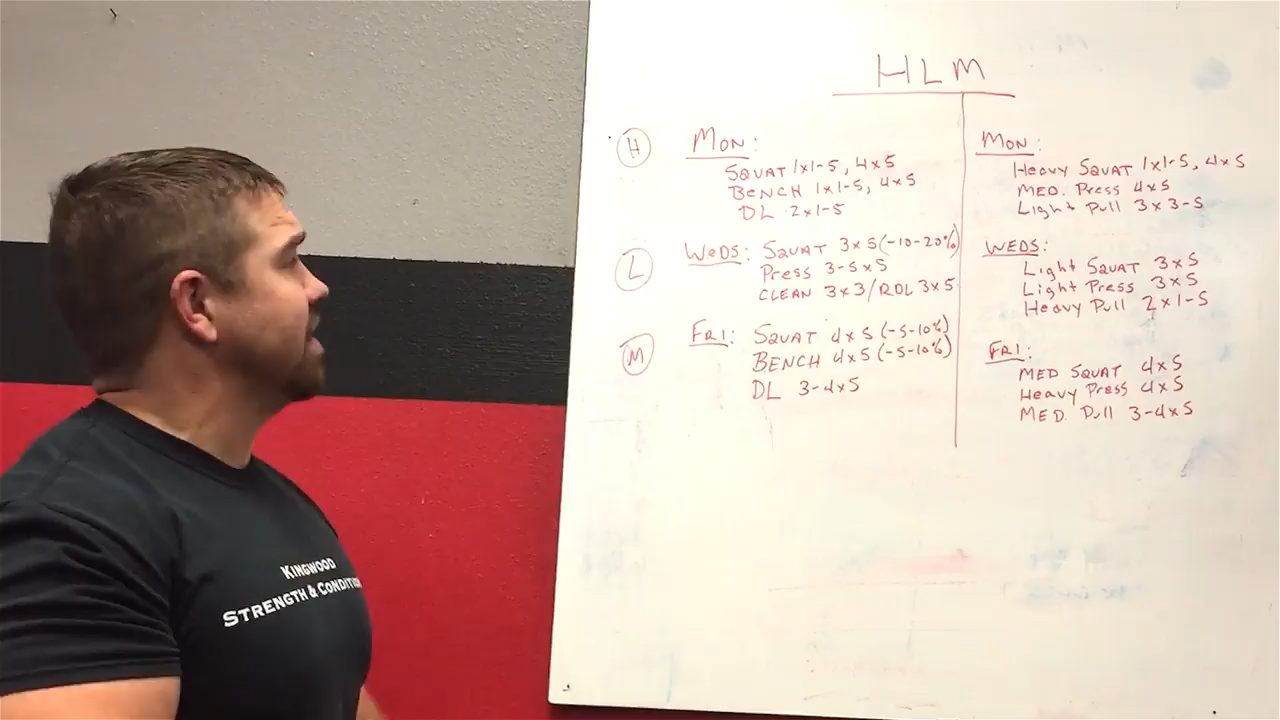 HLM
H
MON:
SQUAT 1x1-5, 4x5
BENCH 1x1-5, 4x5
DL 2x1-5
L
WEDS: SQUAT 3x5 (-10-20%)
Press 3-5x5
CLEAN 3x3/RDL 3x5
M
FRI: SQUAT 4x5 (-5-10%)
BENCH 4x5 (-5-10%)
DL 3-4x5
MON:
Heavy Squat 1x1-5, 4x5
MED. Press 4x5
Light Pull 3x3-5
WEDS:
Light Squat 3x5
Light Press 3x5
Heavy Pull 2x1-5
FRI:
MED Squat 4x5
Heavy Press 4x5
MED. Pull 3-4x5
KINGWOOD
STRENGTH &